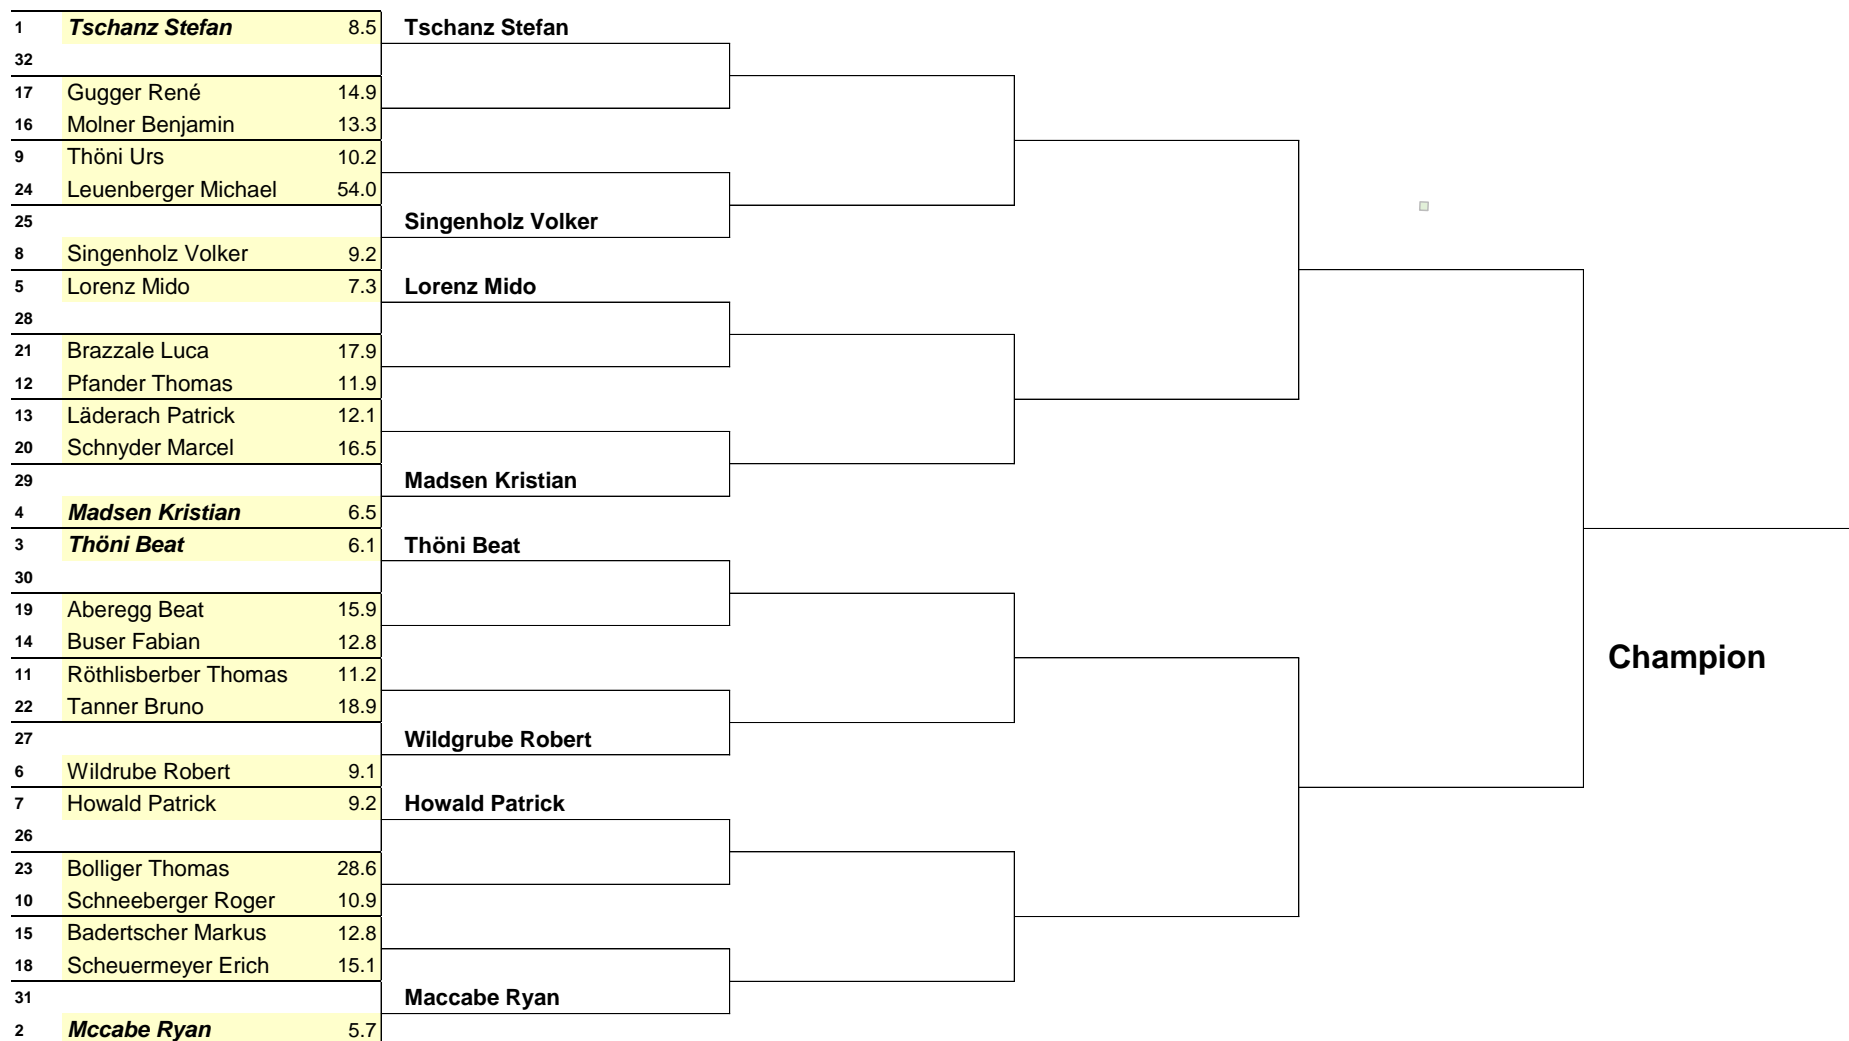 1 Tschanz Stefan 8.5 Tschanz Stefan
32
17 Gugger René 14.9
16 Molner Benjamin 13.3
9 Thöni Urs 10.2
24 Leuenberger Michael 54.0
25 Singenholz Volker
8 Singenholz Volker 9.2
5 Lorenz Mido 7.3 Lorenz Mido
28
21 Brazzale Luca 17.9
12 Pfander Thomas 11.9
13 Läderach Patrick 12.1
20 Schnyder Marcel 16.5
29 Madsen Kristian
4 Madsen Kristian 6.5
3 Thöni Beat 6.1 Thöni Beat
30
19 Aberegg Beat 15.9
14 Buser Fabian 12.8
11 Röthlisberber Thomas 11.2
Champion
22 Tanner Bruno 18.9
27 Wildgrube Robert
6 Wildrube Robert 9.1
7 Howald Patrick 9.2 Howald Patrick
26
23 Bolliger Thomas 28.6
10 Schneeberger Roger 10.9
15 Badertscher Markus 12.8
18 Scheuermeyer Erich 15.1
31 Maccabe Ryan
2 Mccabe Ryan 5.7